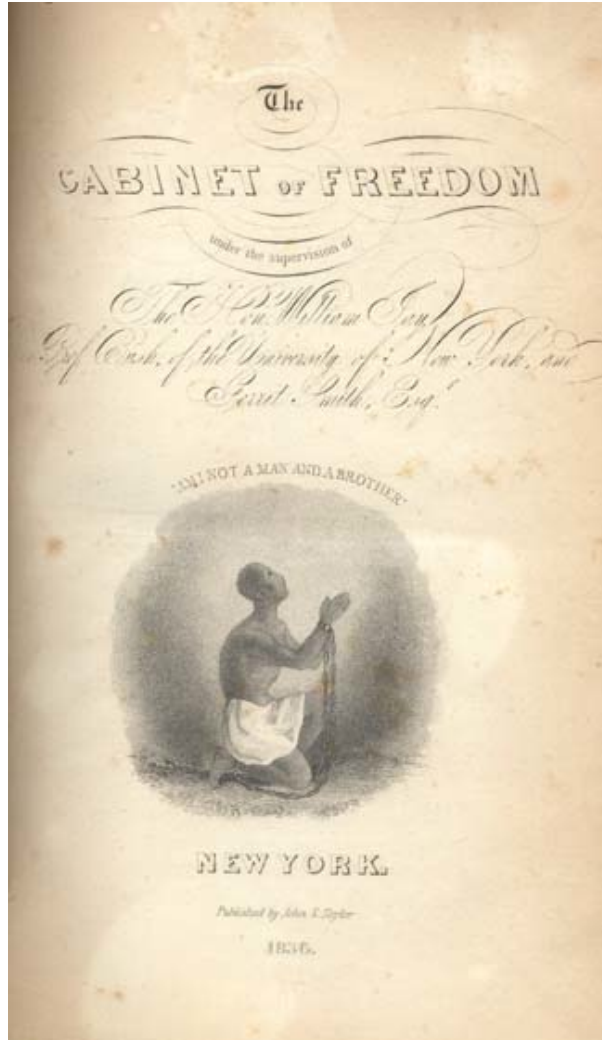 The
CABINET OF FREEDOM
under the supervision of
The Hon. William Jay,
Prof. Bush, of the University of New York, and
Gerrit Smith, Esqr.
"AM I NOT A MAN AND A BROTHER"
NEW YORK.
Published by John S. Taylor
1836.